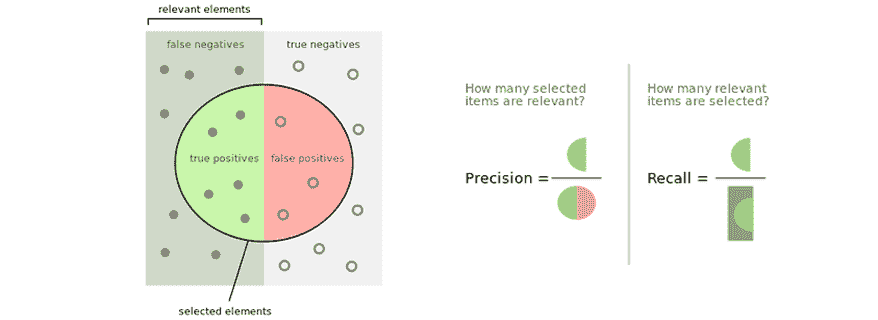 relevant elements
false negatives
true negatives
true positives
false positives
selected elements
How many selected
items are relevant?
Precision =
How many relevant
items are selected?
Recall =